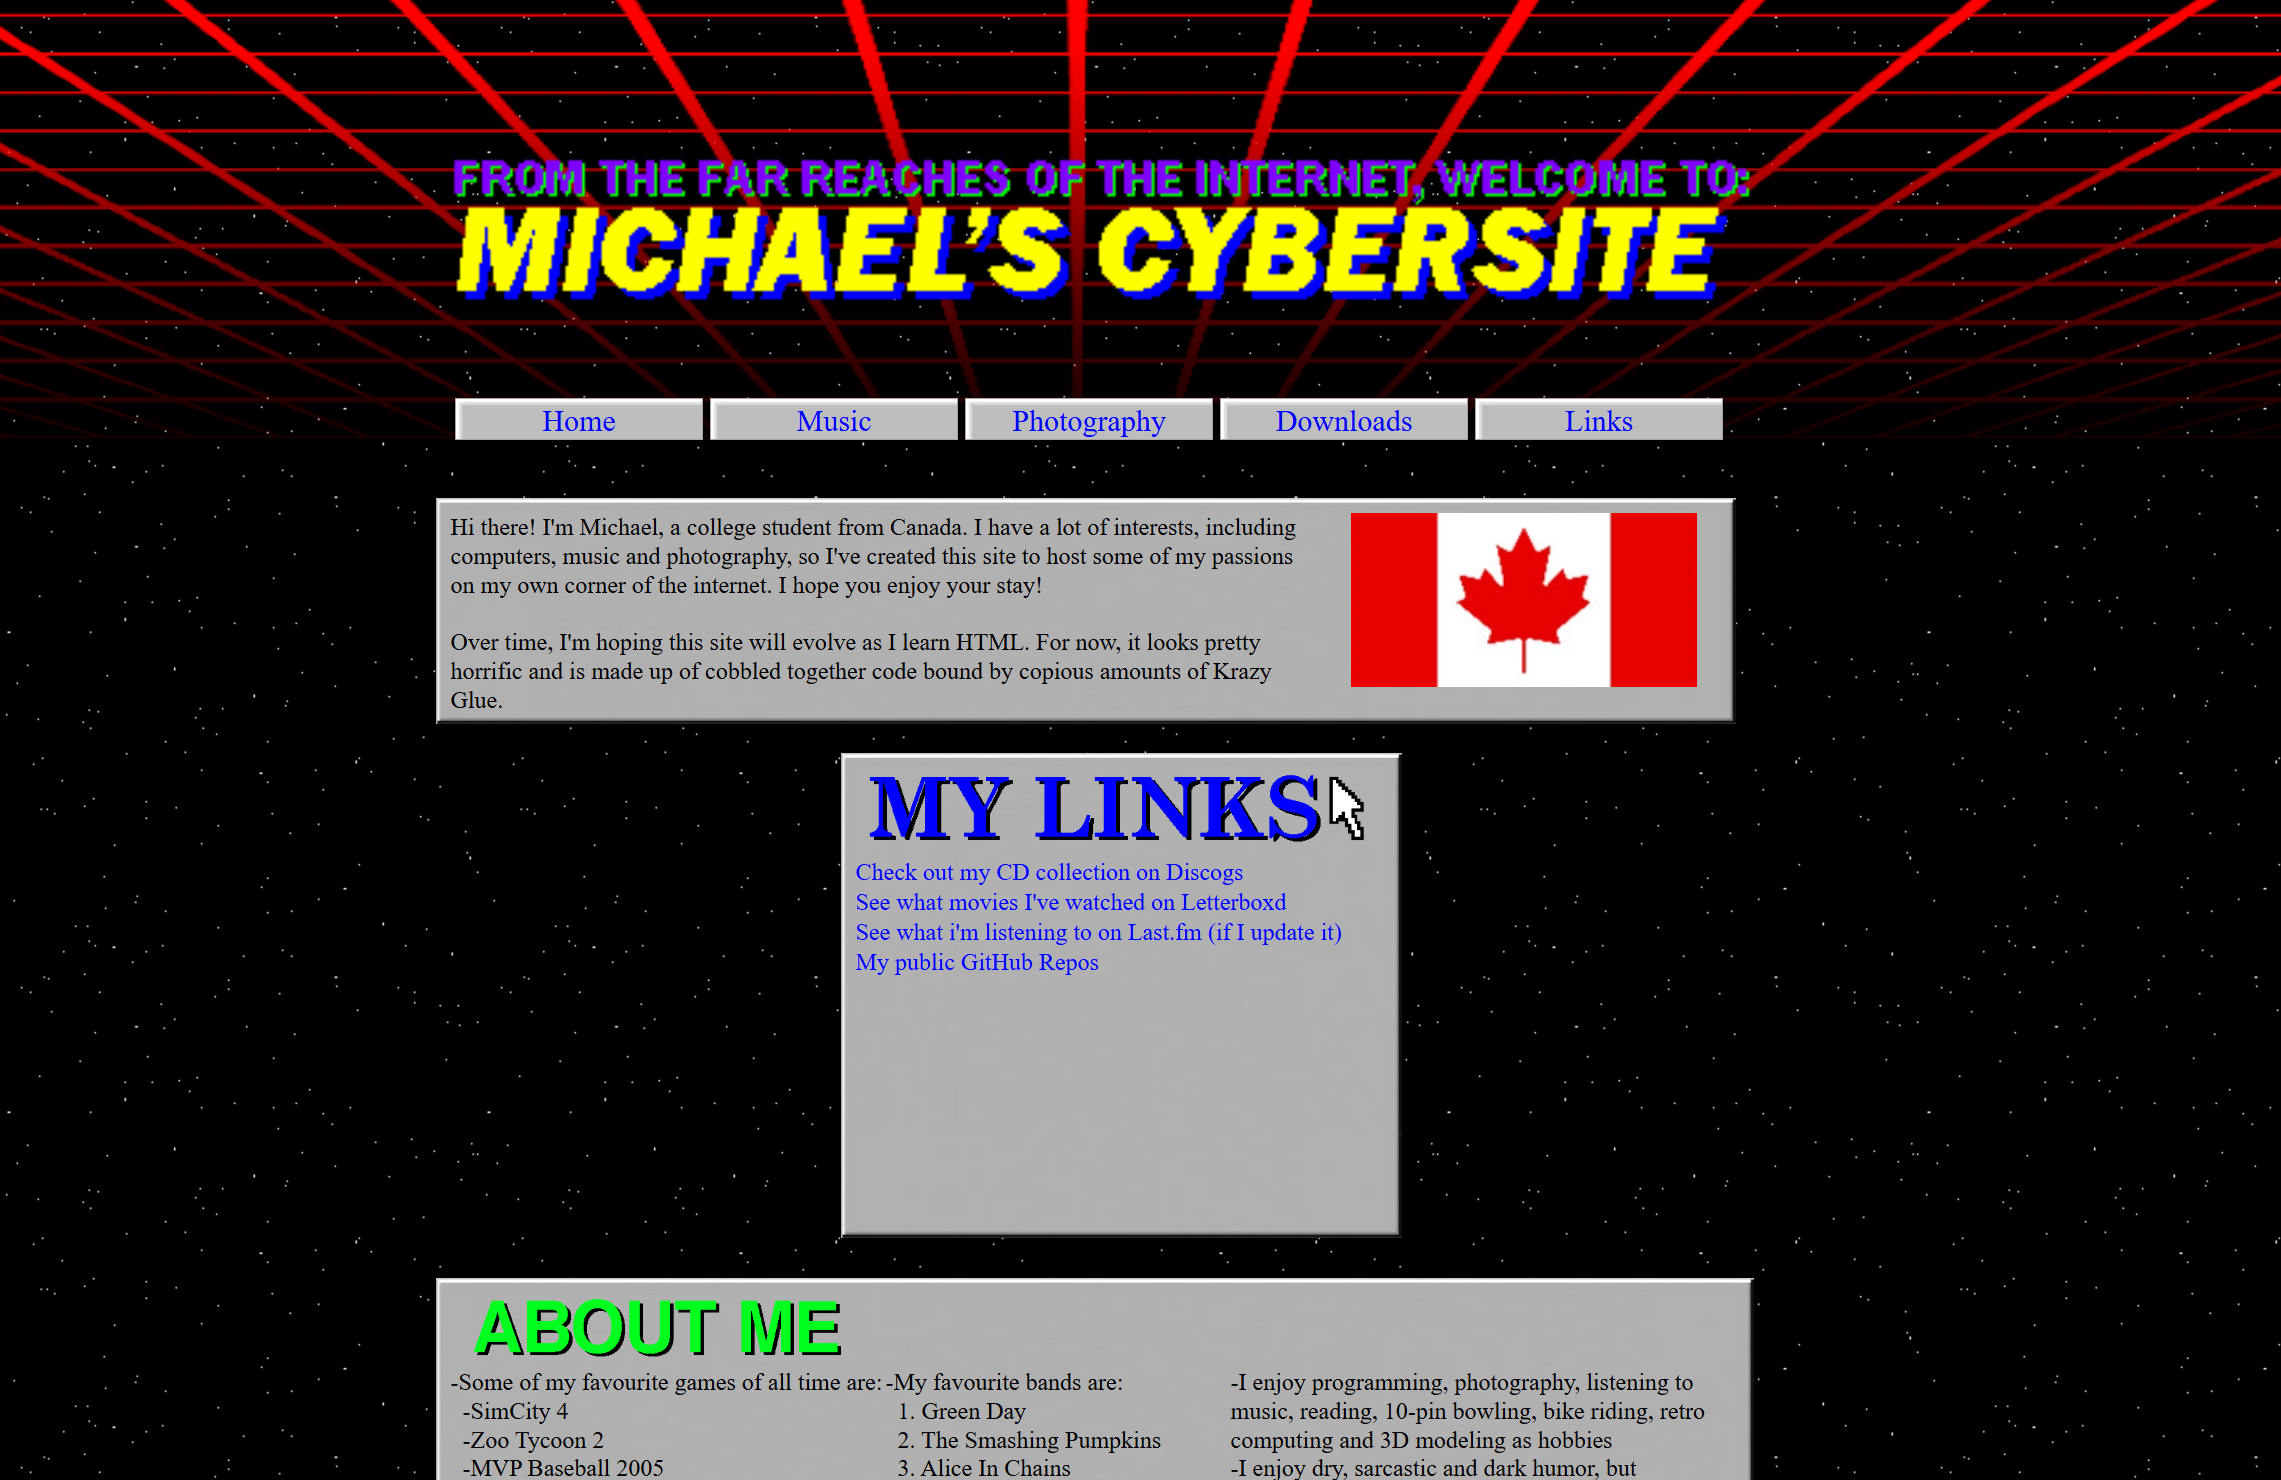 FROM THE FAR REACHES OF THE INTERNET, WELCOME TO:
MICHAEL'S CYBERSITE
Home Music Photography Downloads Links
Hi there! I'm Michael, a college student from Canada. I have a lot of interests, including
computers, music and photography, so I've created this site to host some of my passions
on my own corner of the internet. I hope you enjoy your stay!
Over time, I'm hoping this site will evolve as I learn HTML. For now, it looks pretty
horrific and is made up of cobbled together code bound by copious amounts of Krazy
Glue.
MY LINKS
Check out my CD collection on Discogs
See what movies I've watched on Letterboxd
See what i'm listening to on Last.fm (if I update it)
My public GitHub Repos
ABOUT ME
-Some of my favourite games of all time are:
-SimCity 4
-Zoo Tycoon 2
-MVP Baseball 2005
-My favourite bands are:
1. Green Day
2. The Smashing Pumpkins
3. Alice In Chains
-I enjoy programming, photography, listening to
music, reading, 10-pin bowling, bike riding, retro
computing and 3D modeling as hobbies
-I enjoy dry, sarcastic and dark humor, but